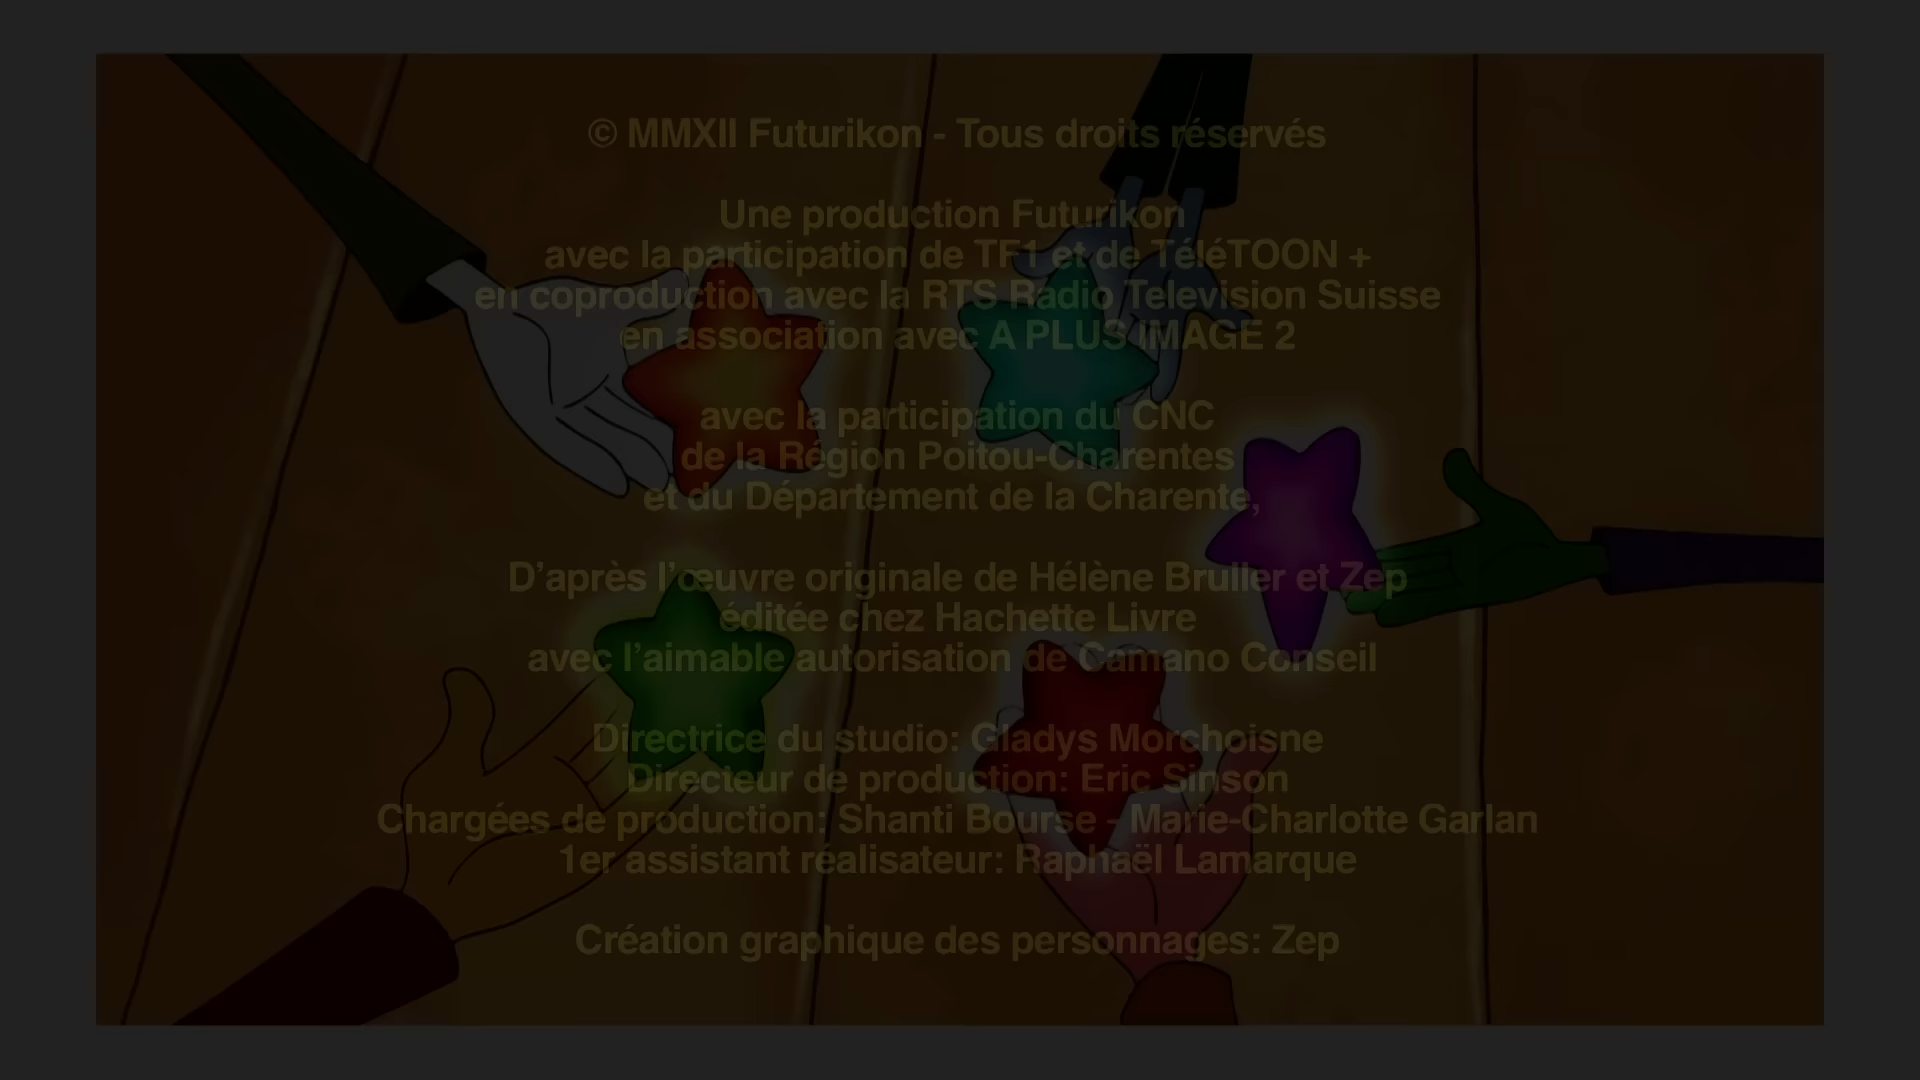 © MMXII Futurikon - Tous droits réservés
Une production Futurikon
avec la participation de TF1 et de TéléTOON +
en coproduction avec la RTS Radio Television Suisse
en association avec A PLUS IMAGE 2
avec la participation du CNC
de la Région Poitou-Charentes
et du Département de la Charente,
D’après l’œuvre originale de Hélène Bruller et Zep
éditée chez Hachette Livre
avec l’aimable autorisation de Camano Conseil
Directrice du studio: Gladys Morchoisne
Directeur de production: Eric Sinson
Chargées de production: Shanti Bourse - Marie-Charlotte Garlan
1er assistant réalisateur: Raphaël Lamarque
Création graphique des personnages: Zep